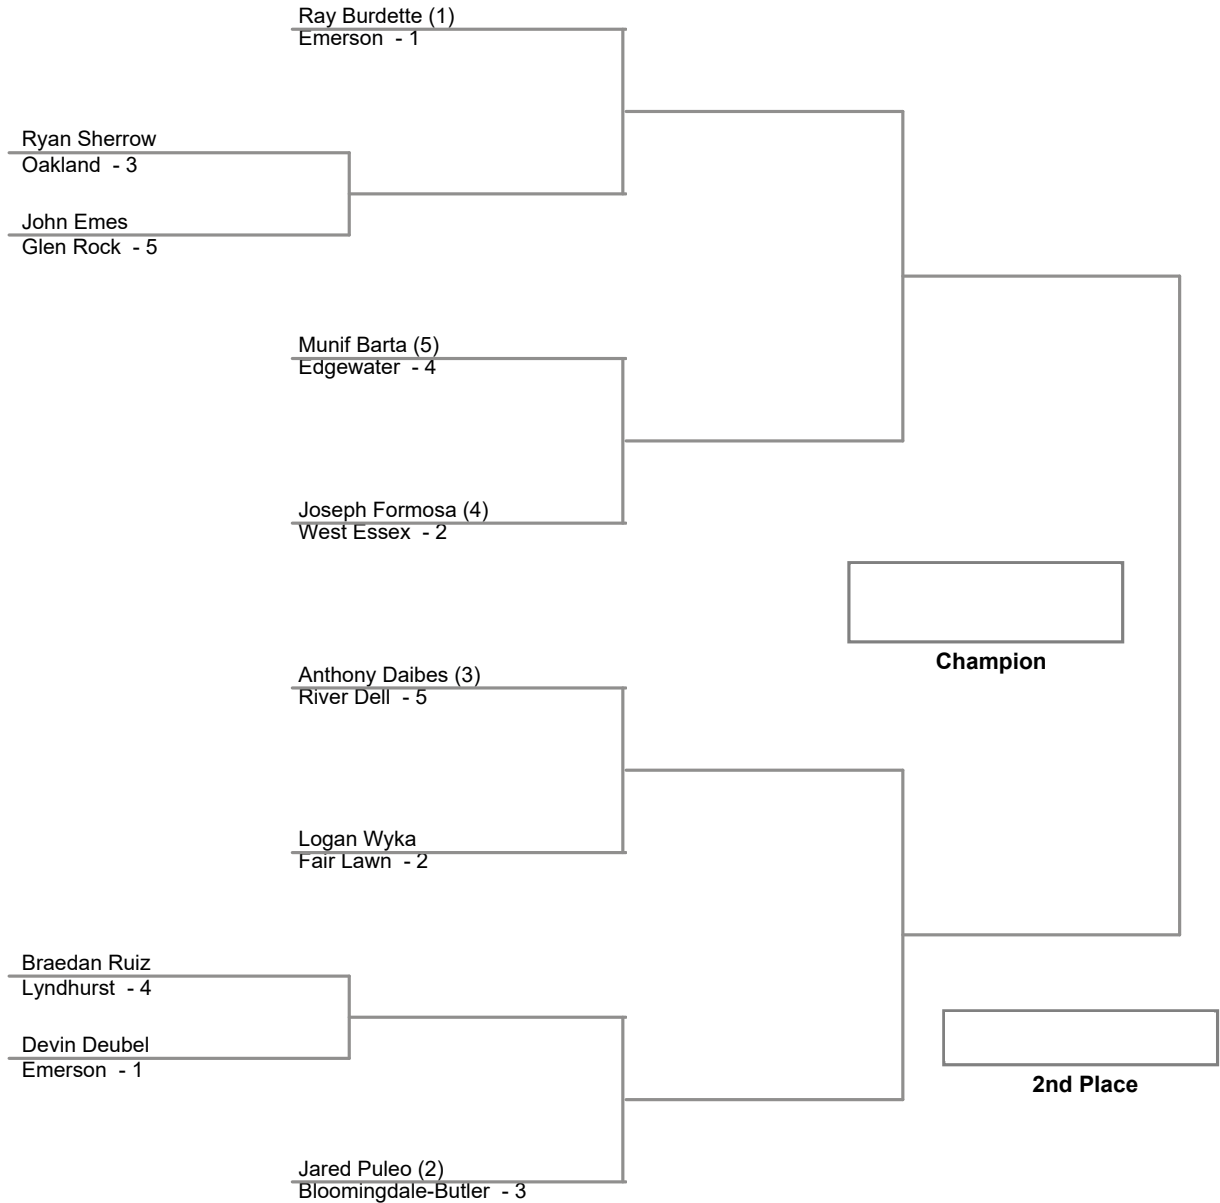 Ray Burdette (1)
Emerson - 1
Ryan Sherrow
Oakland - 3
John Emes
Glen Rock - 5
Munif Barta (5)
Edgewater - 4
Joseph Formosa (4)
West Essex - 2
Champion
Anthony Daibes (3)
River Dell - 5
Logan Wyka
Fair Lawn - 2
Braedan Ruiz
Lyndhurst - 4
Devin Deubel
Emerson - 1
2nd Place
Jared Puleo (2)
Bloomingdale-Butler - 3